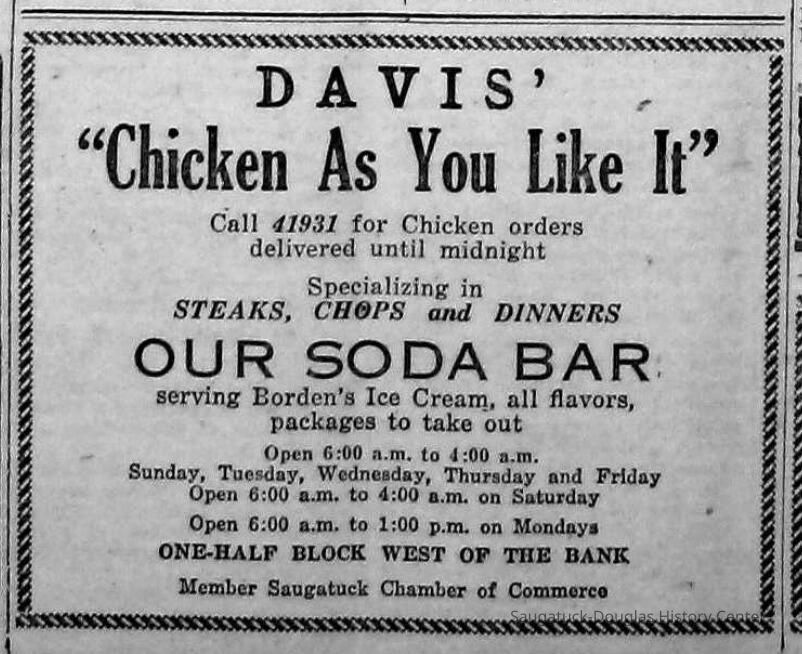 DAVIS'
"Chicken As You Like It"
Call 41931 for Chicken orders
delivered until midnight
Specializing in
STEAKS, CHOPS and DINNERS
OUR SODA BAR
serving Borden's Ice Cream, all flavors,
packages to take out
Open 6:00 a.m. to 4:00 a.m.
Sunday, Tuesday, Wednesday, Thursday and Friday
Open 6:00 a.m. to 4:00 a.m. on Saturday
Open 6:00 a.m. to 1:00 p.m. on Mondays
ONE-HALF BLOCK WEST OF THE BANK
Member Saugatuck Chamber of Commerce
Saugatuck-Douglas History Center